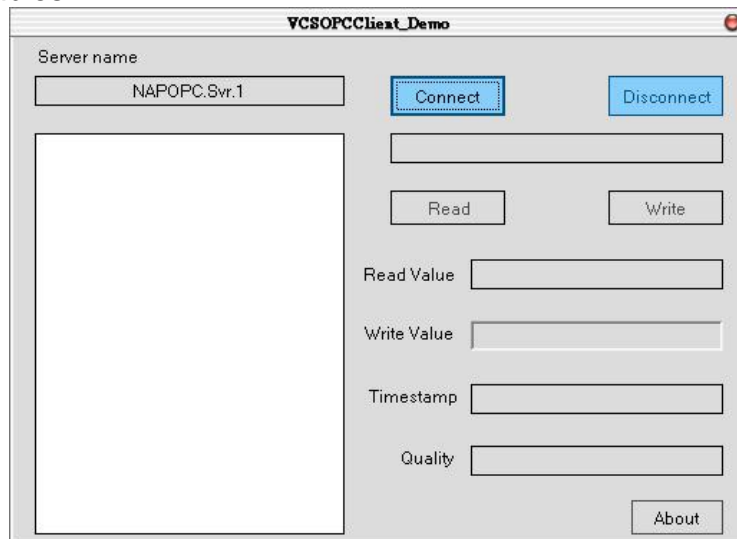 VCSOPCClient_Demo
Server name
NAPOPC.Svr.1
Connect
Disconnect
Read
Write
Read Value
Write Value
Timestamp
Quality
About